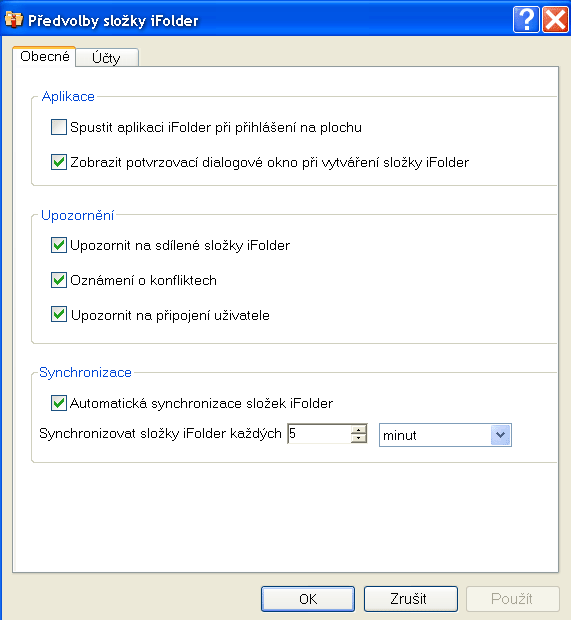 Předvolby složky iFolder
Obecné
Účty
Aplikace
Spustit aplikaci iFolder při přihlášení na plochu
Zobrazit potvrzovací dialogové okno při vytváření složky iFolder
Upozornění
Upozornit na sdílené složky iFolder
Oznámení o konfliktech
Upozornit na připojení uživatele
Synchronizace
Automatická synchronizace složek iFolder
Synchronizovat složky iFolder každých 5 minut
OK Zrušit Použít